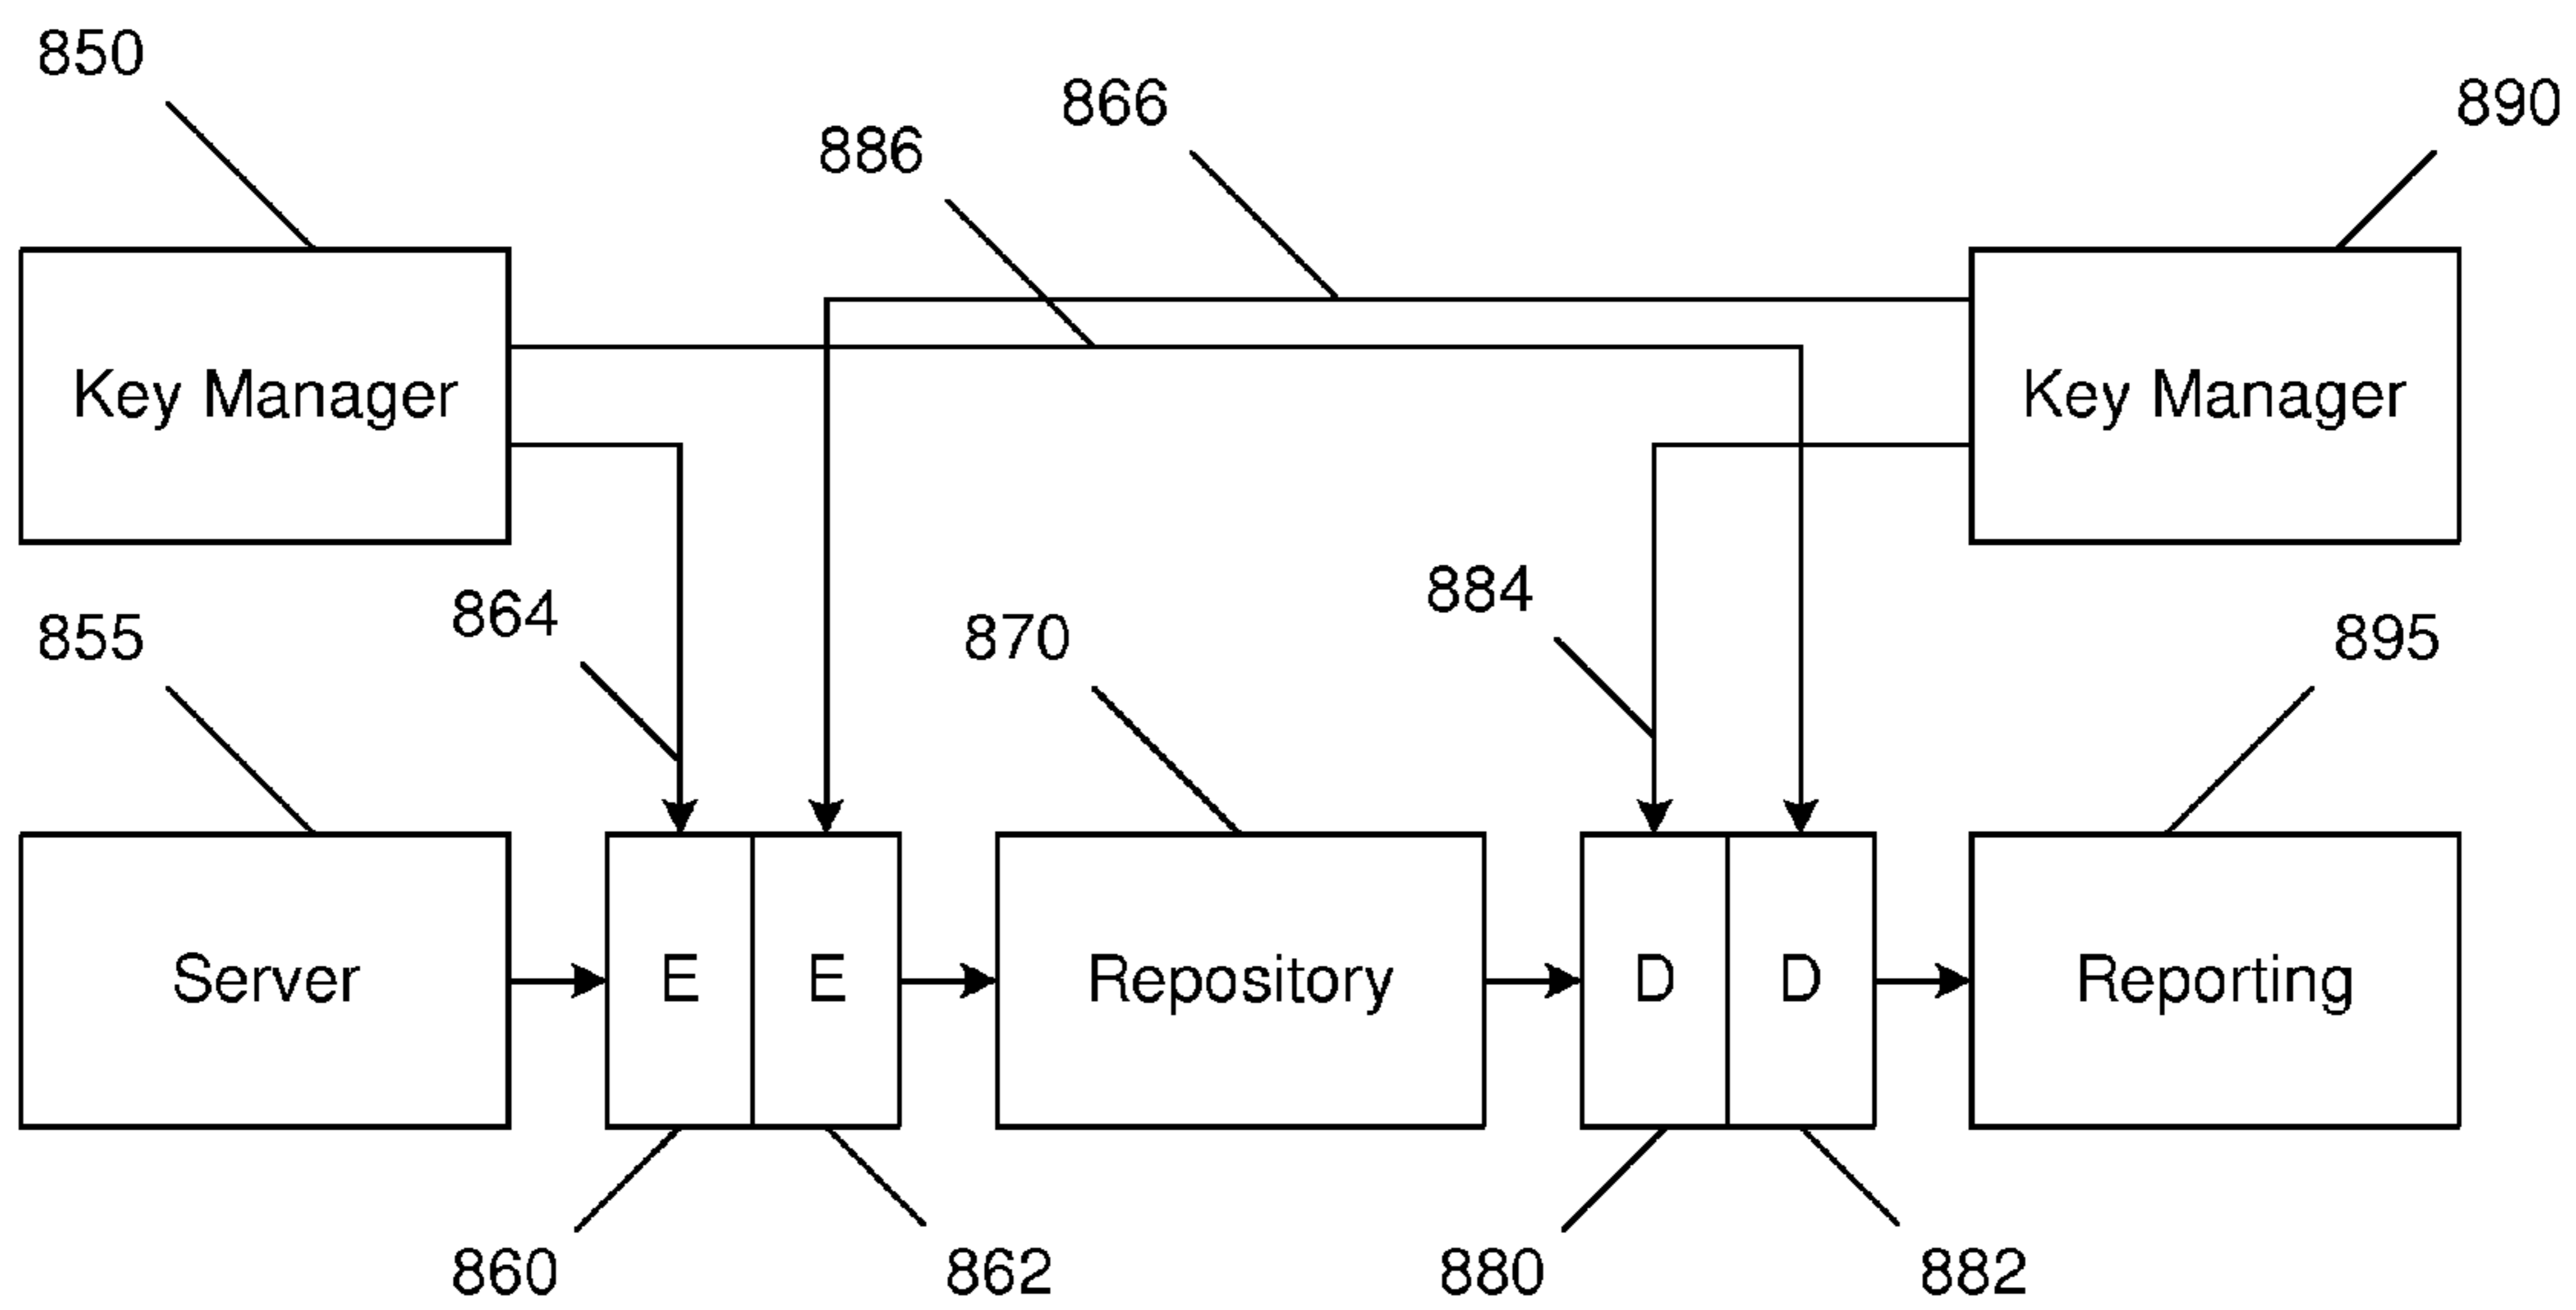 850
866
890
886
Key Manager
Key Manager
864
884
855
870
895
Server
E
E
Repository
D
D
Reporting
860
862
880
882